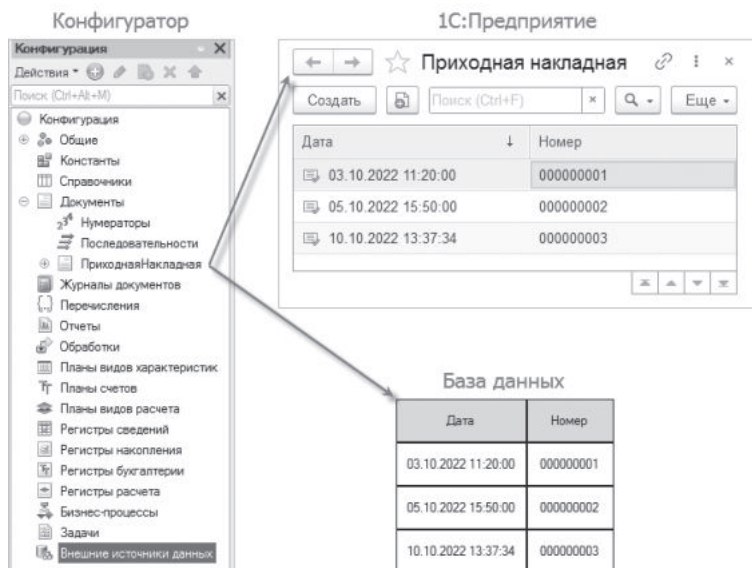 Конфигуратор
Конфигурация
Действия
Поиск (Ctrl+Alt+M)
Конфигурация
Общие
Константы
Справочники
Документы
Нумераторы
Последовательности
ПриходнаяНакладная
Журналы документов
Перечисления
Отчеты
Обработки
Планы видов характеристик
Планы счетов
Планы видов расчета
Регистры сведений
Регистры накопления
Регистры бухгалтерии
Регистры расчета
Бизнес-процессы
Задачи
Внешние источники данных
1С:Предприятие
Приходная накладная
Создать Поиск (Ctrl+F) Еще
Дата Номер
03.10.2022 11:20:00 000000001
05.10.2022 15:50:00 000000002
10.10.2022 13:37:34 000000003
База данных
Дата Номер
03.10.2022 11:20:00 000000001
05.10.2022 15:50:00 000000002
10.10.2022 13:37:34 000000003